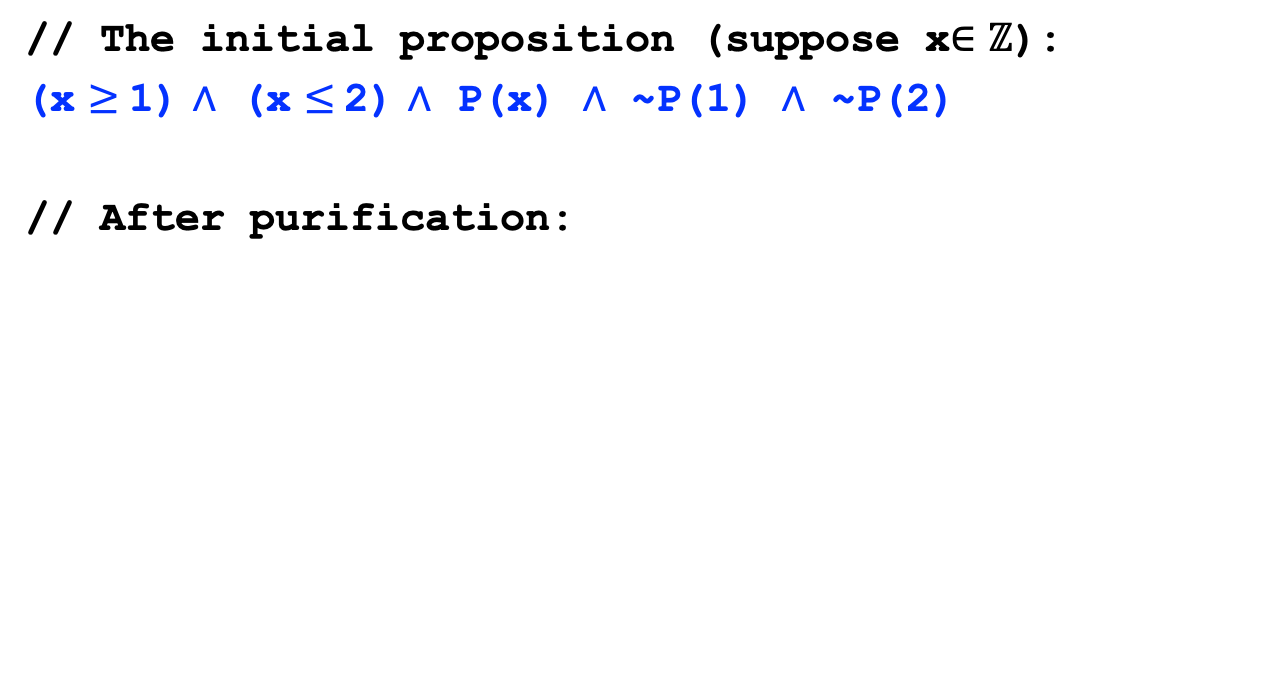 // The initial proposition (suppose x∈ ℤ):
(x ≥ 1) ∧ (x ≤ 2) ∧ P(x) ∧ ~P(1) ∧ ~P(2)
// After purification: